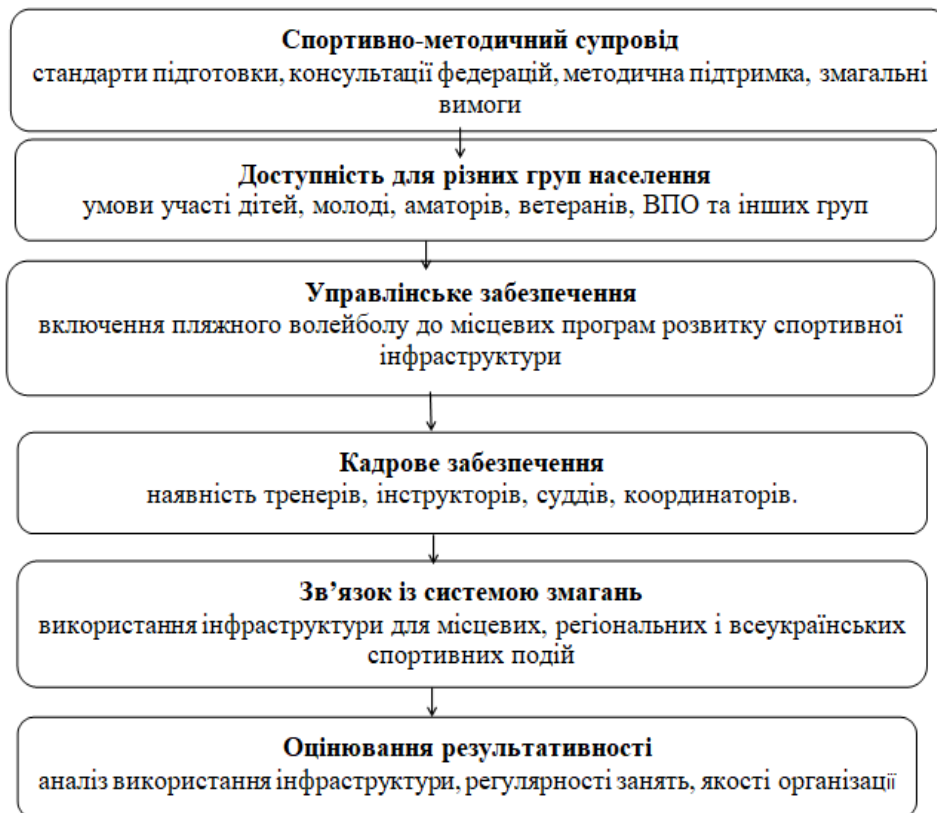 Спортивно-методичний супровід
стандарти підготовки, консультації федерацій, методична підтримка, змагальні
вимоги
Доступність для різних груп населення
умови участі дітей, молоді, аматорів, ветеранів, ВПО та інших груп
Управлінське забезпечення
включення пляжного волейболу до місцевих програм розвитку спортивної
інфраструктури
Кадрове забезпечення
наявність тренерів, інструкторів, суддів, координаторів.
Зв’язок із системою змагань
використання інфраструктури для місцевих, регіональних і всеукраїнських
спортивних подій
Оцінювання результативності
аналіз використання інфраструктури, регулярності занять, якості організації